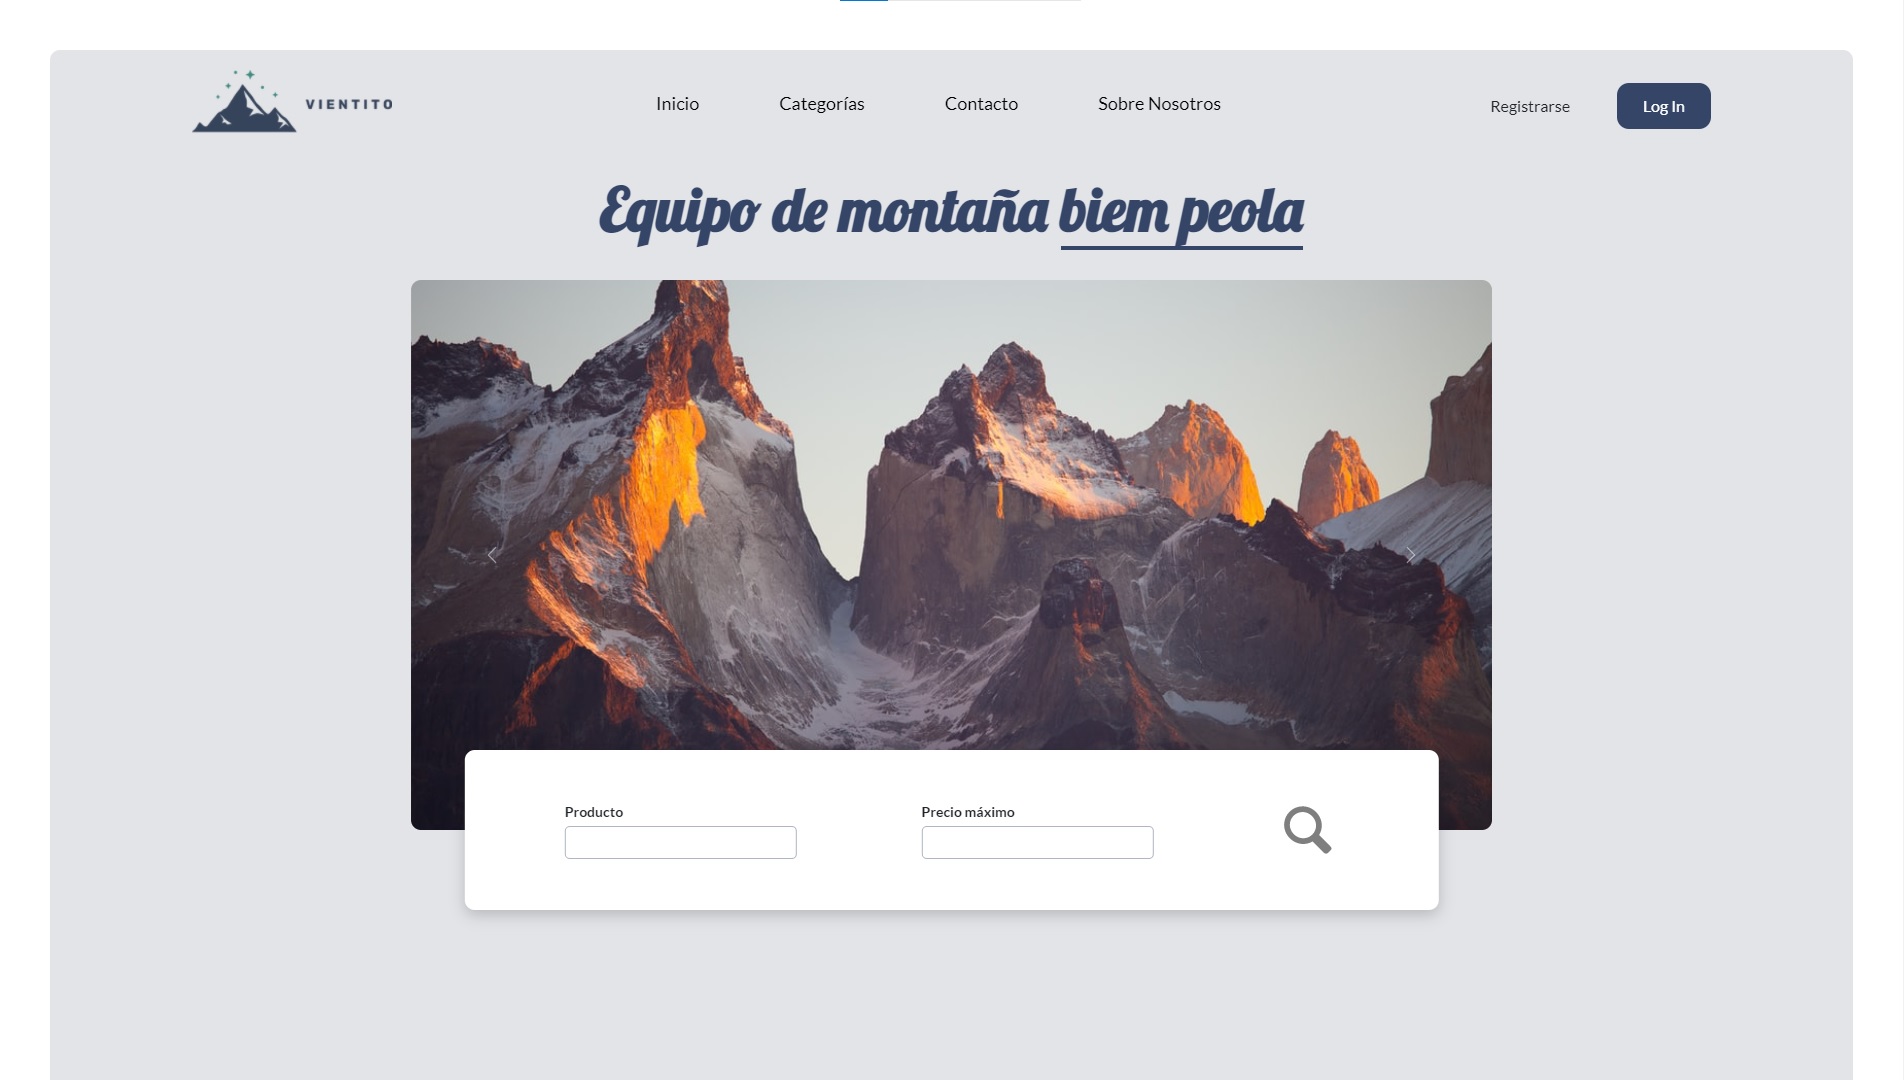 VIENTITO
Inicio
Categorías
Contacto
Sobre Nosotros
Registrarse
Log In
Equipo de montaña biem peola
Producto
Precio máximo